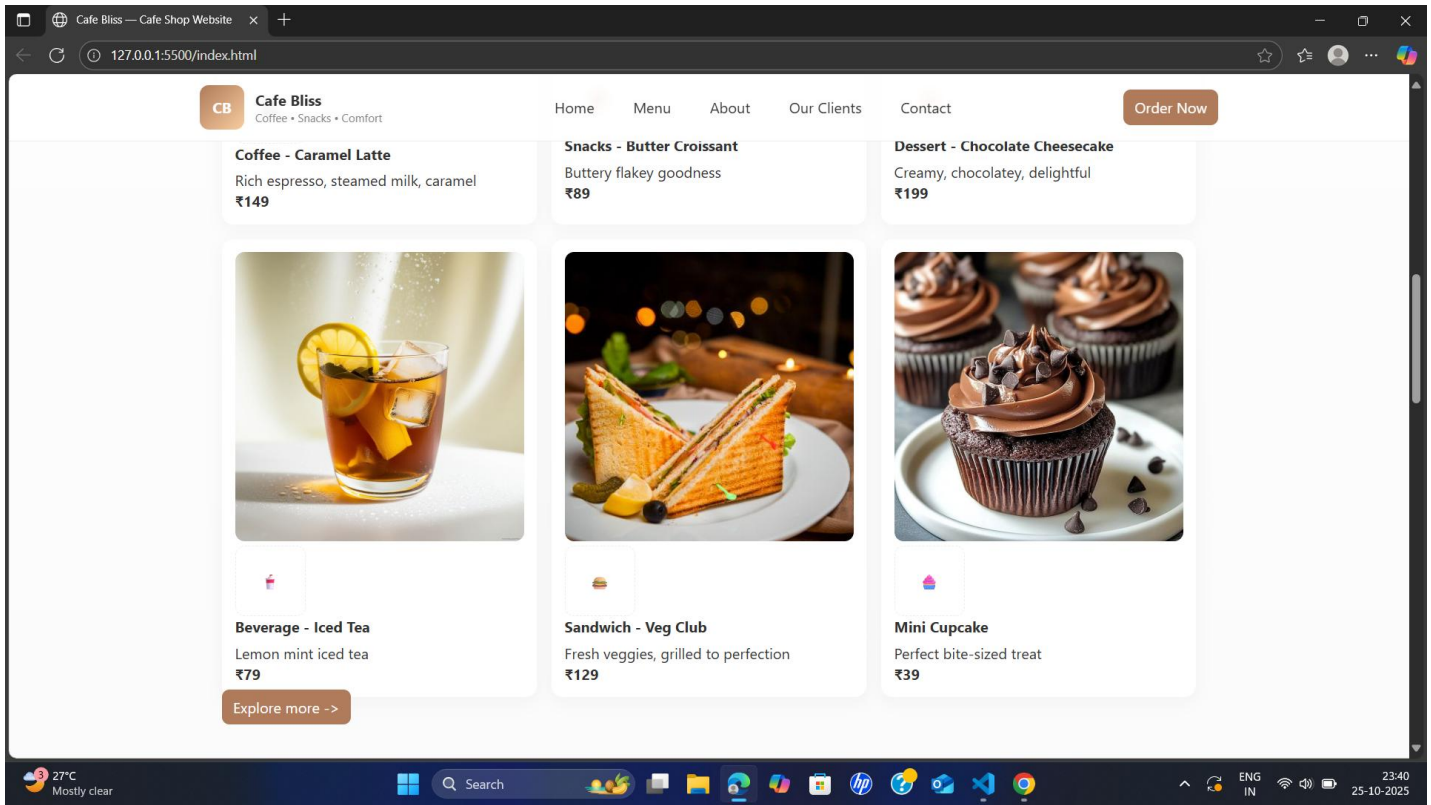 Cafe Bliss — Cafe Shop Website
127.0.0.1:5500/index.html
CB
Cafe Bliss
Coffee • Snacks • Comfort
Home Menu About Our Clients Contact
Order Now
Coffee - Caramel Latte
Rich espresso, steamed milk, caramel
₹149
Snacks - Butter Croissant
Buttery flakey goodness
₹89
Dessert - Chocolate Cheesecake
Creamy, chocolatey, delightful
₹199
Beverage - Iced Tea
Lemon mint iced tea
₹79
Sandwich - Veg Club
Fresh veggies, grilled to perfection
₹129
Mini Cupcake
Perfect bite-sized treat
₹39
Explore more ->
3
27°C
Mostly clear
Search
hp
ENG
IN
23:40
25-10-2025